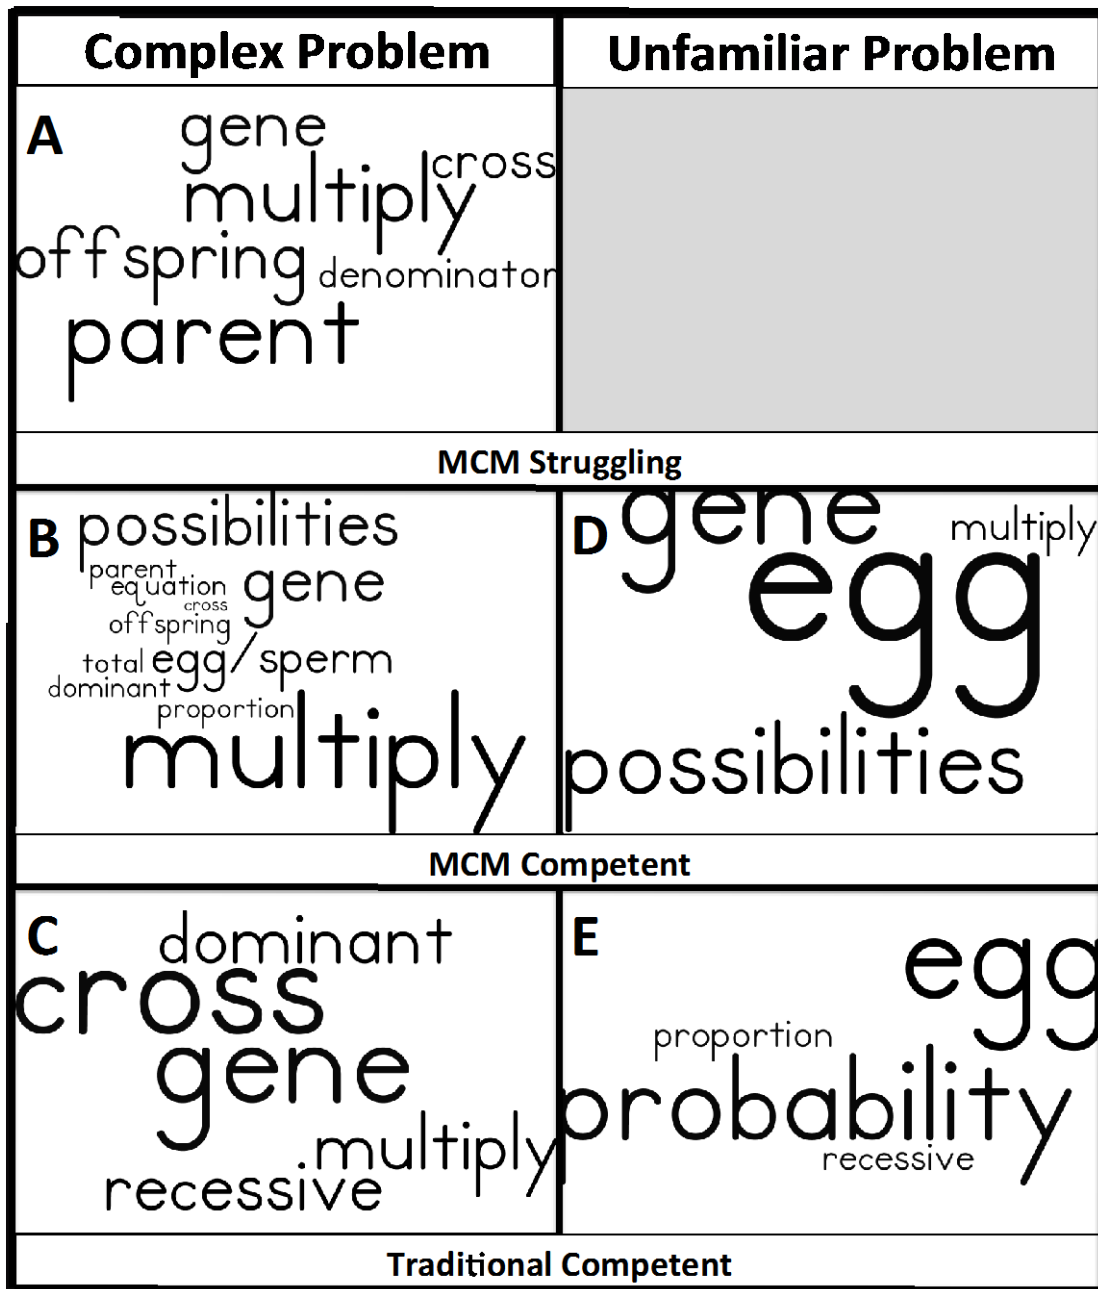 Complex Problem
Unfamiliar Problem
A
gene
cross
multiply
offspring
denominator
parent
MCM Struggling
B
possibilities
parent
equation
gene
cross
offspring
total egg/sperm
dominant
proportion
multiply
D
gene
multiply
egg
possibilities
MCM Competent
C
dominant
cross
gene
multiply
recessive
E
egg
proportion
probability
recessive
Traditional Competent